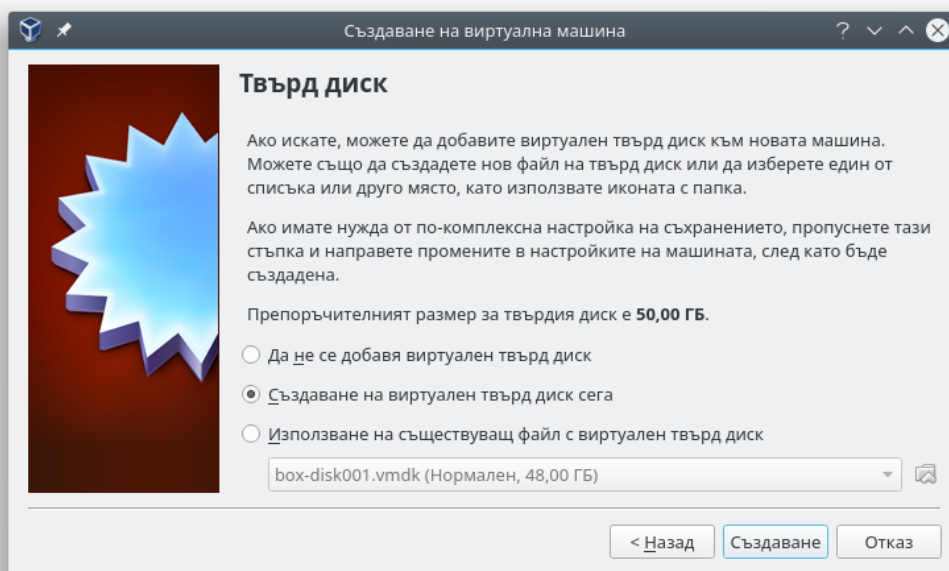 Създаване на виртуална машина
Твърд диск
Ако искате, можете да добавите виртуален твърд диск към новата машина.
Можете също да създадете нов файл на твърд диск или да изберете един от
списъка или друго място, като използвате иконата с папка.
Ако имате нужда от по-комплексна настройка на съхранението, пропуснете тази
стъпка и направете промените в настройките на машината, след като бъде
създадена.
Препоръчителният размер за твърдия диск е 50,00 ГБ.
Да не се добавя виртуален твърд диск
Създаване на виртуален твърд диск сега
Използване на съществуващ файл с виртуален твърд диск
box-disk001.vmdk (Нормален, 48,00 ГБ)
< Назад Създаване Отказ